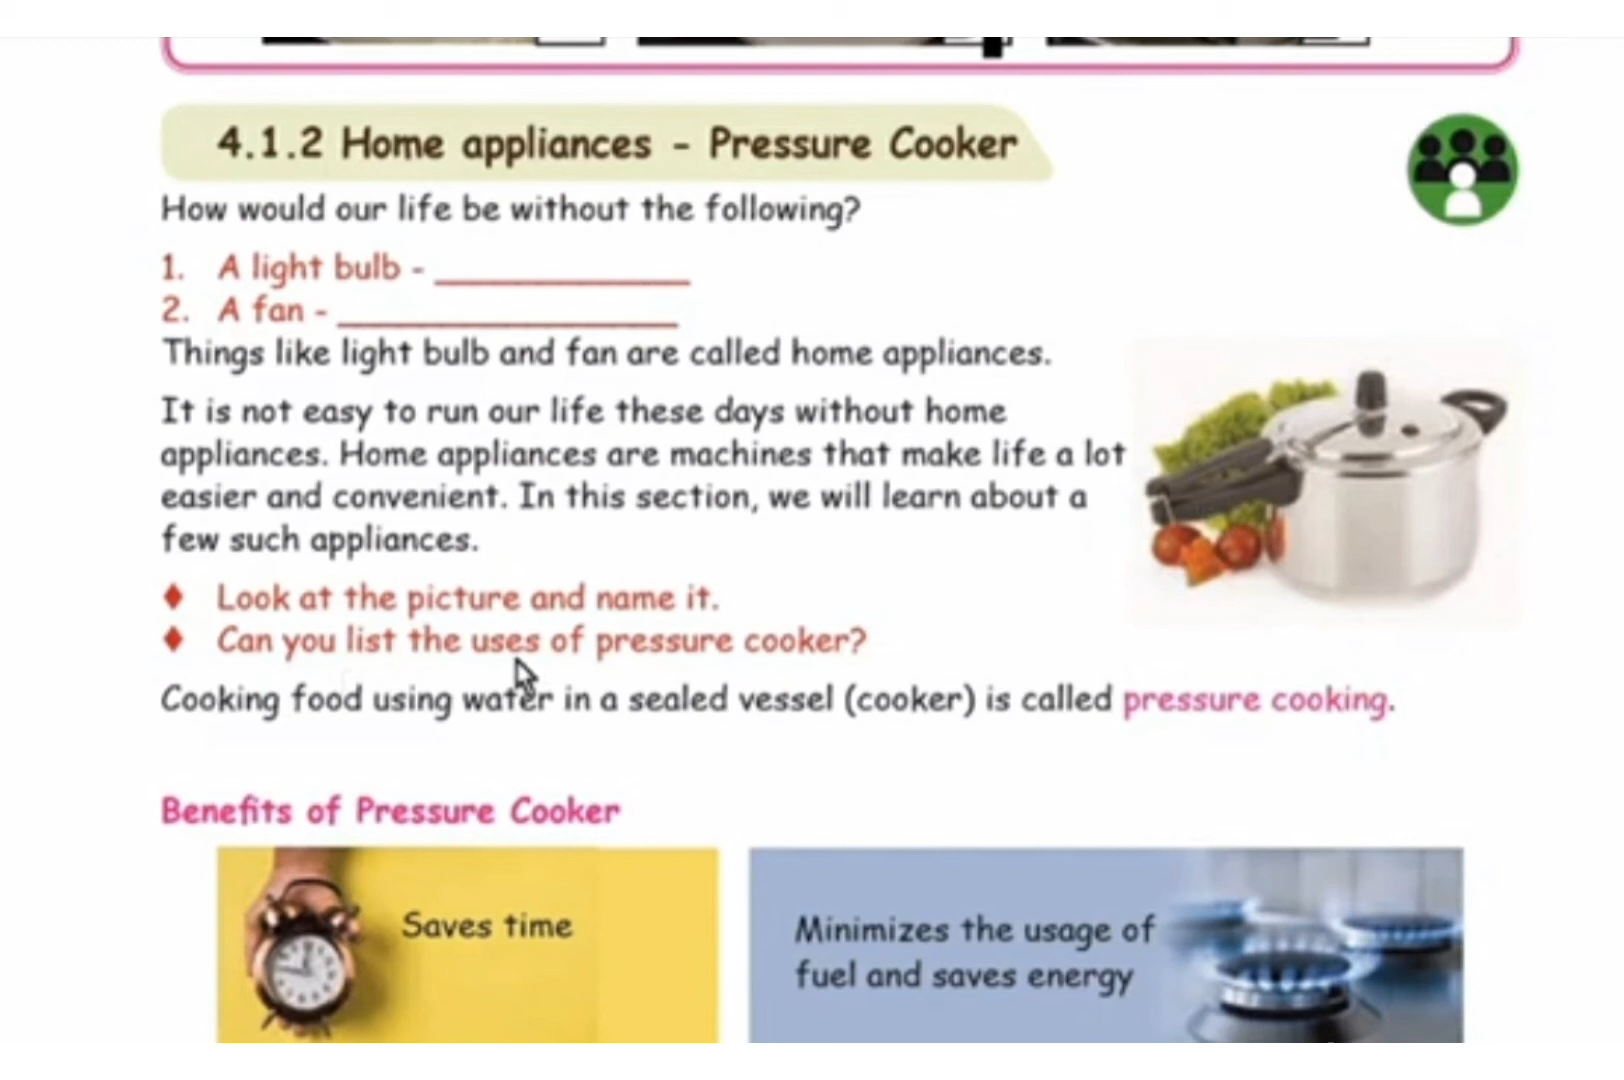 4.1.2 Home appliances - Pressure Cooker
How would our life be without the following?
1. A light bulb - _______________
2. A fan - ____________________
Things like light bulb and fan are called home appliances.
It is not easy to run our life these days without home
appliances. Home appliances are machines that make life a lot
easier and convenient. In this section, we will learn about a
few such appliances.
♦ Look at the picture and name it.
♦ Can you list the uses of pressure cooker?
Cooking food using water in a sealed vessel (cooker) is called pressure cooking.
Benefits of Pressure Cooker
Saves time
Minimizes the usage of
fuel and saves energy